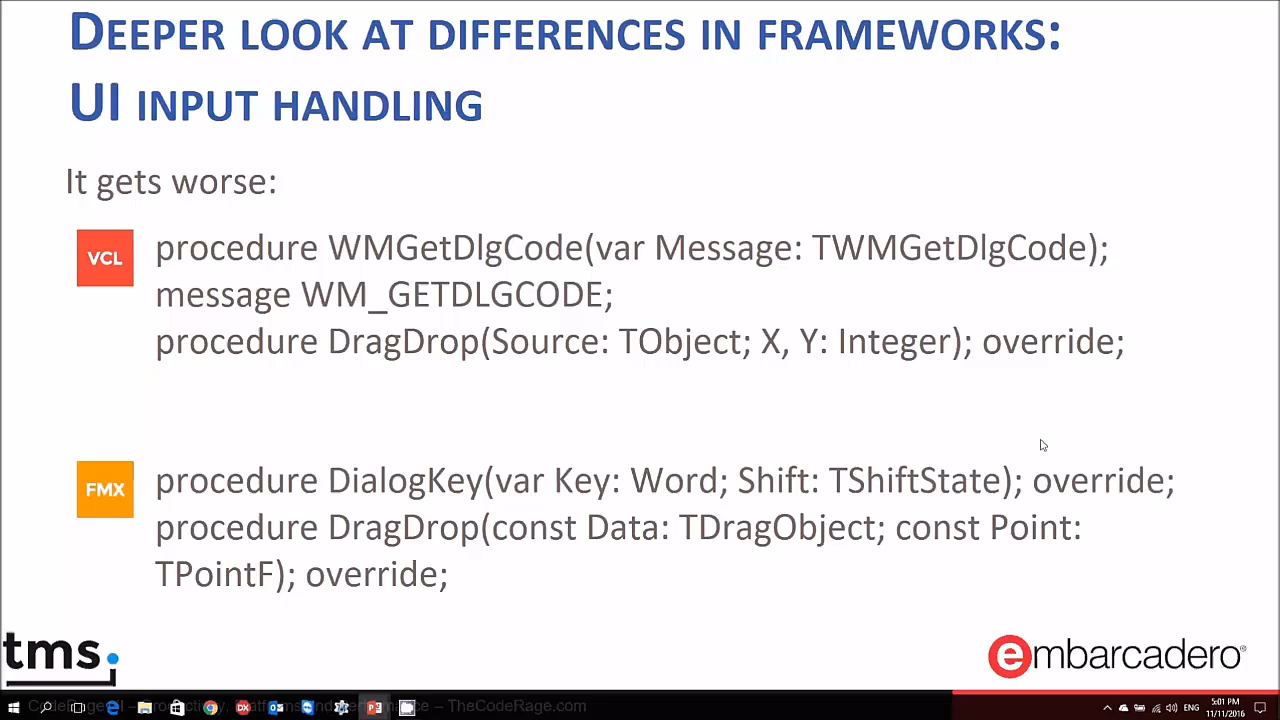 DEEPER LOOK AT DIFFERENCES IN FRAMEWORKS:
UI INPUT HANDLING
It gets worse:
VCL
procedure WMGetDlgCode(var Message: TWMGetDlgCode);
message WM_GETDLGCODE;
procedure DragDrop(Source: TObject; X, Y: Integer); override;
FMX
procedure DialogKey(var Key: Word; Shift: TShiftState); override;
procedure DragDrop(const Data: TDragObject; const Point:
TPointF); override;
tms.
embarcadero®
TheCodeRage.com
ENG
5:01 PM
11/11/2016